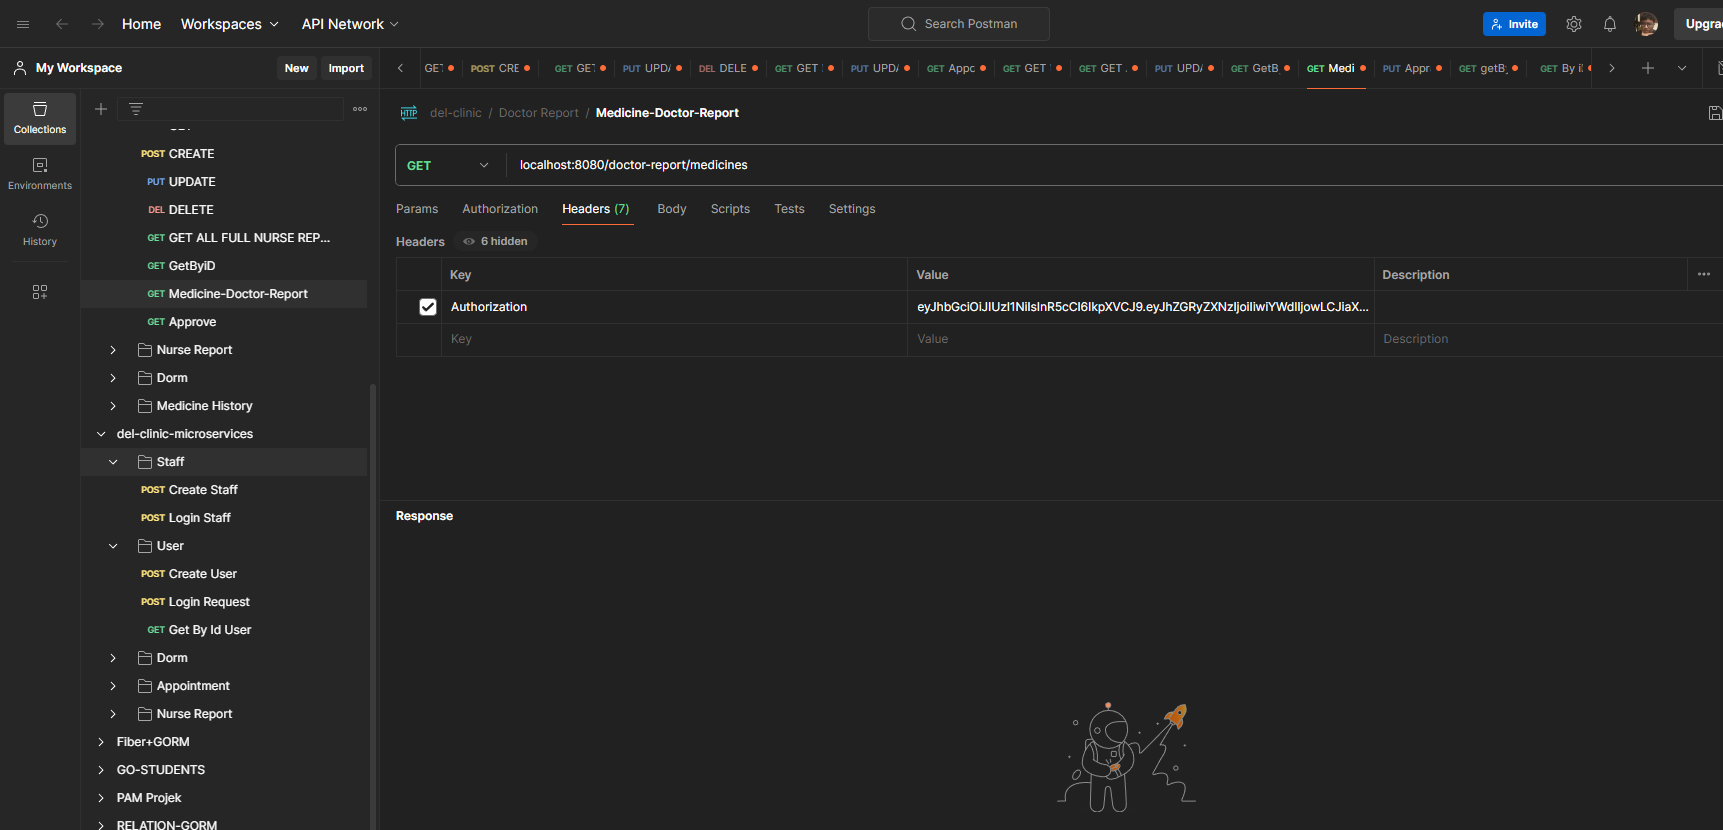 Home Workspaces API Network Search Postman Invite Upgra
My Workspace New Import
GET POST CRE GET GET PUT UPD DEL DELE GET GET PUT UPD GET Appo GET GET GET GET PUT UPD GET GetB GET Medi PUT Appr GET getB GET By i
Collections
Environments
History
POST CREATE
PUT UPDATE
DEL DELETE
GET GET ALL FULL NURSE REP...
GET GetByiD
GET Medicine-Doctor-Report
GET Approve
Nurse Report
Dorm
Medicine History
del-clinic-microservices
Staff
POST Create Staff
POST Login Staff
User
POST Create User
POST Login Request
GET Get By Id User
Dorm
Appointment
Nurse Report
Fiber+GORM
GO-STUDENTS
PAM Projek
RELATION-GORM
HTTP del-clinic / Doctor Report / Medicine-Doctor-Report
GET localhost:8080/doctor-report/medicines
Params Authorization Headers (7) Body Scripts Tests Settings
Headers 6 hidden
Key Value Description
Authorization eyJhbGciOiJIUzI1NiIsInR5cCI6IkpXVCJ9.eyJhZGRyZXNzIjoiIiwiYWdlIjowLCJiaX...
Key Value Description
Response